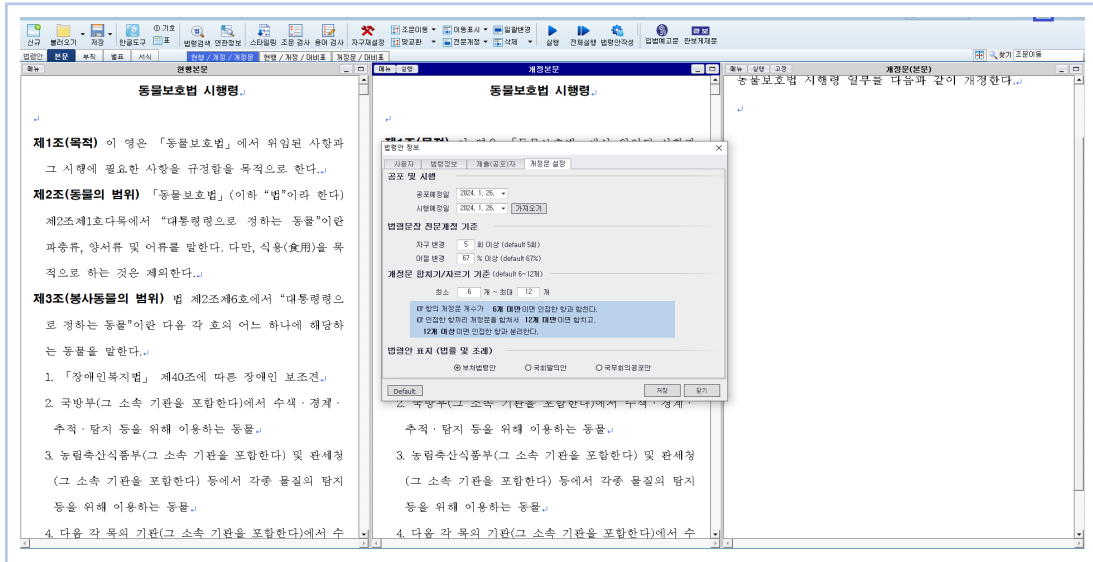 신규 불러오기 저장 한글도구 ① 기호 표 법령검색 연관정보 스타일링 조문 검사 용어 검사 자구재설정 조문이동 이동표시 일괄변경 맞교환 전문개정 삭제 실행 전체실행 법령안작성 입법예고문 관보게재문
법령안 본문 부칙 별표 서식 현행 / 개정 / 개정문 현행 / 개정 / 대비표 개정문 / 대비표 찾기 조문이동
메뉴 현행본문
동물보호법 시행령
제1조(목적) 이 영은 「동물보호법」에서 위임된 사항과
그 시행에 필요한 사항을 규정함을 목적으로 한다.
제2조(동물의 범위) 「동물보호법」(이하 “법”이라 한다)
제2조제1호다목에서 “대통령령으로 정하는 동물”이란
파충류, 양서류 및 어류를 말한다. 다만, 식용(食用)을 목
적으로 하는 것은 제외한다.
제3조(봉사동물의 범위) 법 제2조제6호에서 “대통령령으
로 정하는 동물”이란 다음 각 호의 어느 하나에 해당하
는 동물을 말한다.
1. 「장애인복지법」 제40조에 따른 장애인 보조견
2. 국방부(그 소속 기관을 포함한다)에서 수색ㆍ경계ㆍ
추적ㆍ탐지 등을 위해 이용하는 동물
3. 농림축산식품부(그 소속 기관을 포함한다) 및 관세청
(그 소속 기관을 포함한다) 등에서 각종 물질의 탐지
등을 위해 이용하는 동물
4. 다음 각 목의 기관(그 소속 기관을 포함한다)에서 수
메뉴 실행 개정본문
동물보호법 시행령
법령안 정보
사용자 법령정보 제출(공포)자 개정문 설정
공포 및 시행
공포예정일 2024. 1. 26.
시행예정일 2024. 1. 26. 가져오기
법령문장 전문개정 기준
자구 변경 5 회 이상 (default 5회)
어절 변경 67 % 이상 (default 67%)
개정문 합치기/자르기 기준 (default 6~12개)
최소 6 개 ~ 최대 12 개
☞ 항의 개정문 개수가 6개 미만이면 인접한 항과 합친다.
☞ 인접한 항끼리 개정문을 합쳐서 12개 미만이면 합치고,
12개 이상이면 인접한 항과 분리한다.
법령안 표지 (법률 및 조례)
부처법령안 국회발의안 국무회의공포안
Default 저장 닫기
2. 국방부(그 소속 기관을 포함한다)에서 수색ㆍ경계ㆍ
추적ㆍ탐지 등을 위해 이용하는 동물
3. 농림축산식품부(그 소속 기관을 포함한다) 및 관세청
(그 소속 기관을 포함한다) 등에서 각종 물질의 탐지
등을 위해 이용하는 동물
4. 다음 각 목의 기관(그 소속 기관을 포함한다)에서 수
메뉴 실행 고정 개정문(본문)
동물보호법 시행령 일부를 다음과 같이 개정한다.